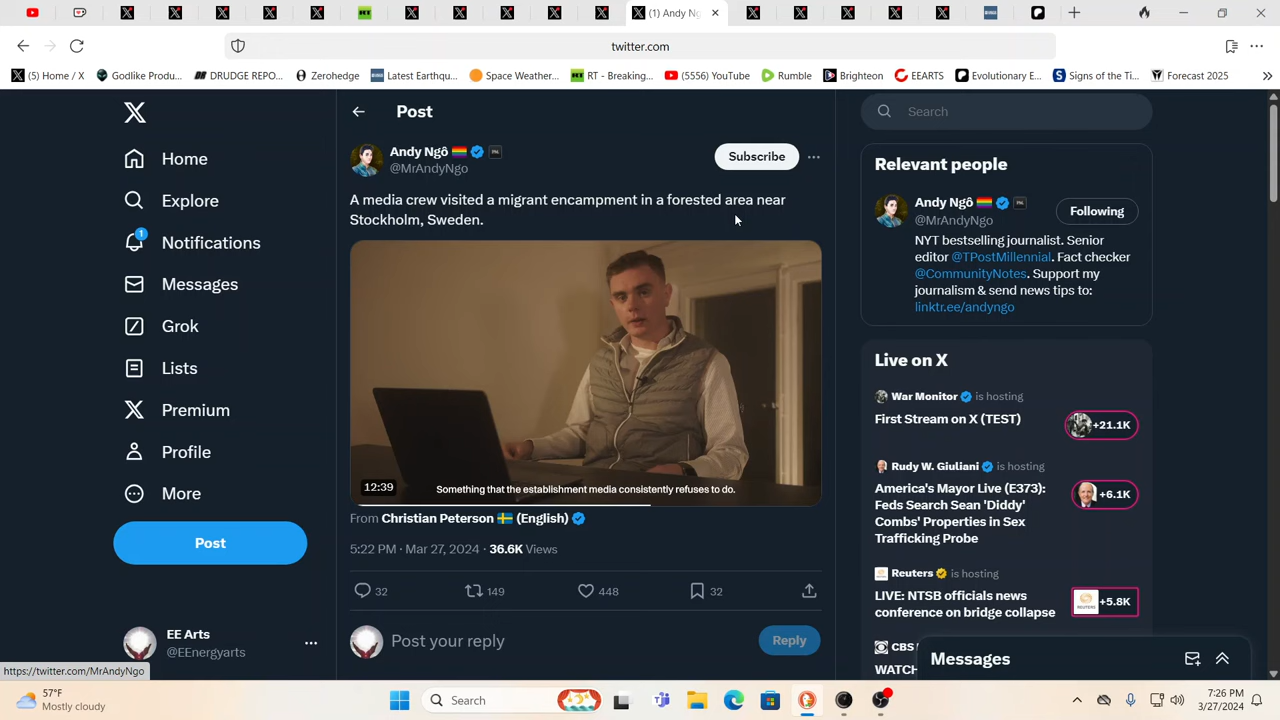 (1) Andy Ng
twitter.com
(5) Home / X
Godlike Produ...
DRUDGE REPO...
Zerohedge
Latest Earthqu...
Space Weather...
RT - Breaking...
(5556) YouTube
Rumble
Brighteon
EEARTS
Evolutionary E...
Signs of the Ti...
Forecast 2025
Home
Explore
1
Notifications
Messages
Grok
Lists
Premium
Profile
More
Post
EE Arts
@EEnergyarts
https://twitter.com/MrAndyNgo
Post
Andy Ngô
@MrAndyNgo
Subscribe
A media crew visited a migrant encampment in a forested area near
Stockholm, Sweden.
12:39
Something that the establishment media consistently refuses to do.
From Christian Peterson (English)
5:22 PM · Mar 27, 2024 · 36.6K Views
32
149
448
32
Post your reply
Reply
Search
Relevant people
Andy Ngô
@MrAndyNgo
Following
NYT bestselling journalist. Senior
editor @TPostMillennial. Fact checker
@CommunityNotes. Support my
journalism & send news tips to:
linktr.ee/andyngo
Live on X
War Monitor is hosting
First Stream on X (TEST)
+21.1K
Rudy W. Giuliani is hosting
America's Mayor Live (E373):
Feds Search Sean 'Diddy'
Combs' Properties in Sex
Trafficking Probe
+6.1K
Reuters is hosting
LIVE: NTSB officials news
conference on bridge collapse
REUTERS
+5.8K
CBS
WATCH
Messages
57°F
Mostly cloudy
Search
7:26 PM
3/27/2024